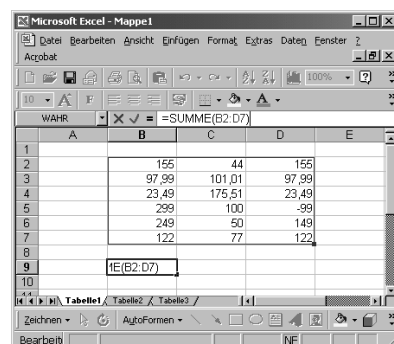 Microsoft Excel - Mappe1
Datei Bearbeiten Ansicht Einfügen Format Extras Daten Fenster ?
Acrobat
100%
10 A F A
WAHR =SUMME(B2:D7)
A B C D E
1
2 155 44 155
3 97,99 101,01 97,99
4 23,49 175,51 23,49
5 299 100 -99
6 249 50 149
7 122 77 122
8
9 1E(B2:D7)
10
11
Tabelle1 Tabelle2 Tabelle3
Zeichnen AutoFormen
Bearbeit NF